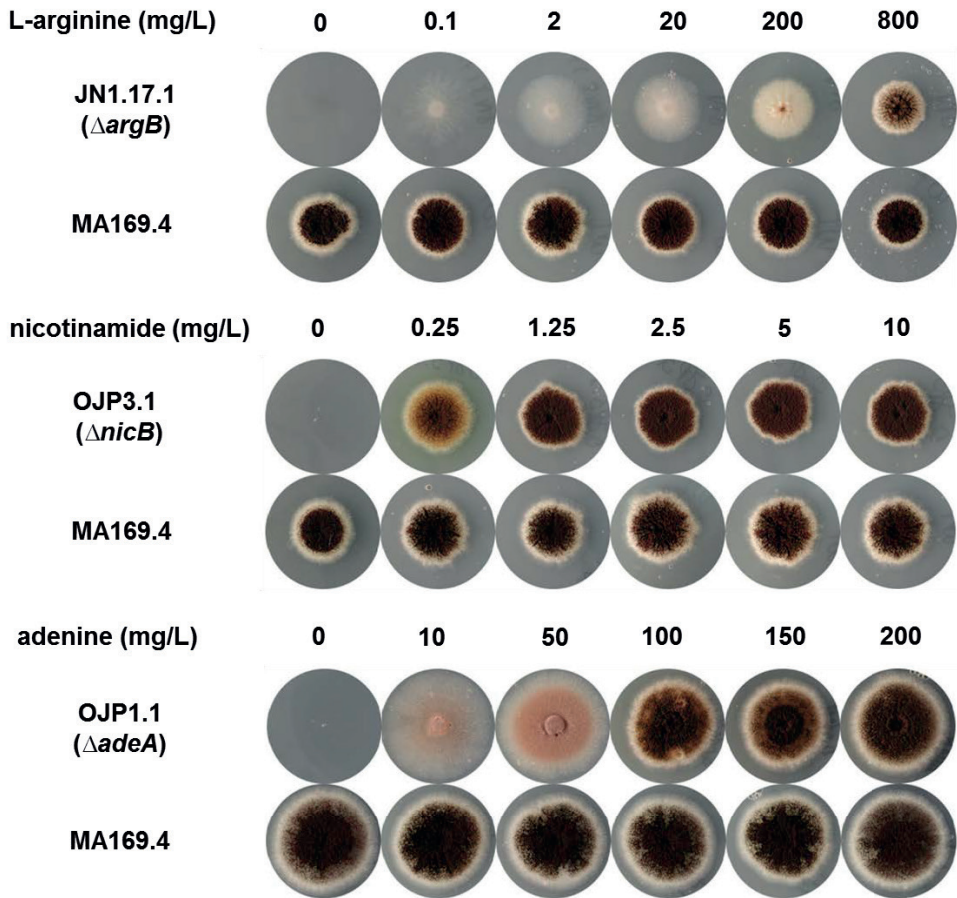 L-arginine (mg/L) 0 0.1 2 20 200 800
JN1.17.1
(ΔargB)
MA169.4
nicotinamide (mg/L) 0 0.25 1.25 2.5 5 10
OJP3.1
(ΔnicB)
MA169.4
adenine (mg/L) 0 10 50 100 150 200
OJP1.1
(ΔadeA)
MA169.4